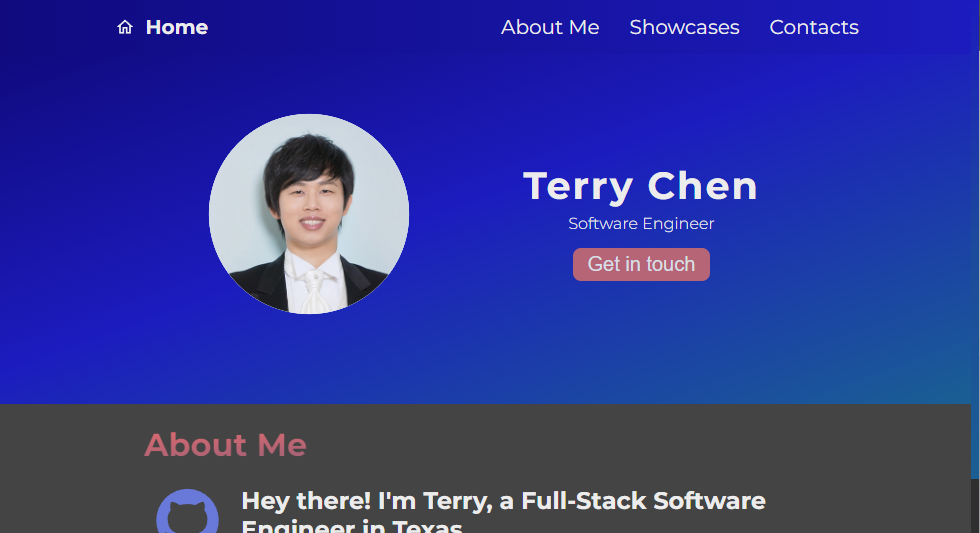 Home
About Me
Showcases
Contacts
Terry Chen
Software Engineer
Get in touch
About Me
Hey there! I'm Terry, a Full-Stack Software
Engineer in Texas